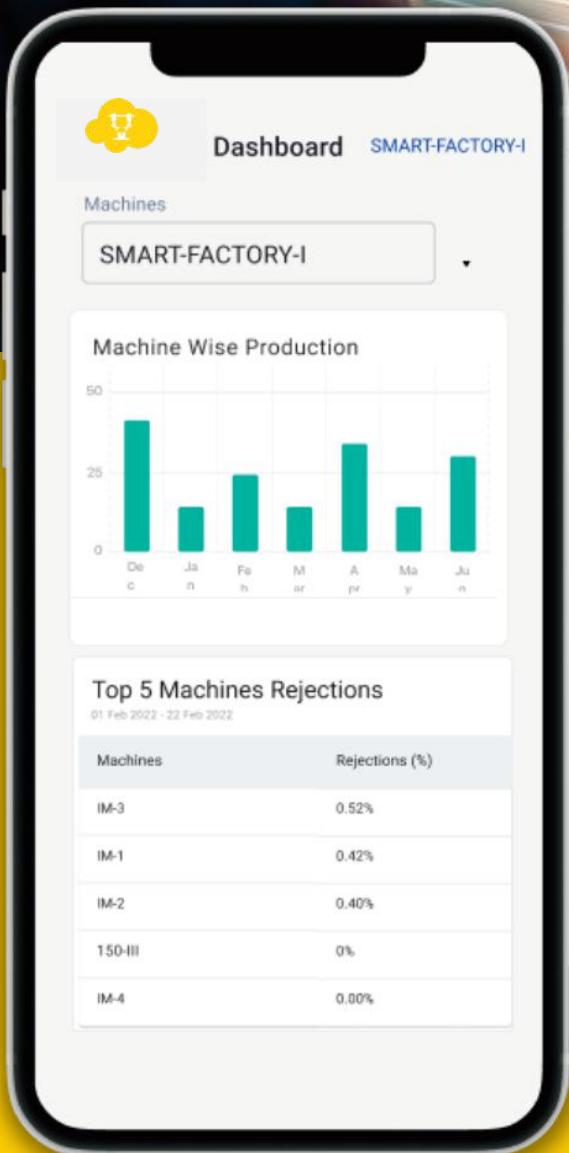 Dashboard SMART-FACTORY-I
Machines
SMART-FACTORY-I
Machine Wise Production
50
25
0
De Ja Fe M A Ma Ju
c n b ar pr y n
Top 5 Machines Rejections
01 Feb 2022 - 22 Feb 2022
Machines Rejections (%)
IM-3 0.52%
IM-1 0.42%
IM-2 0.40%
150-III 0%
IM-4 0.00%